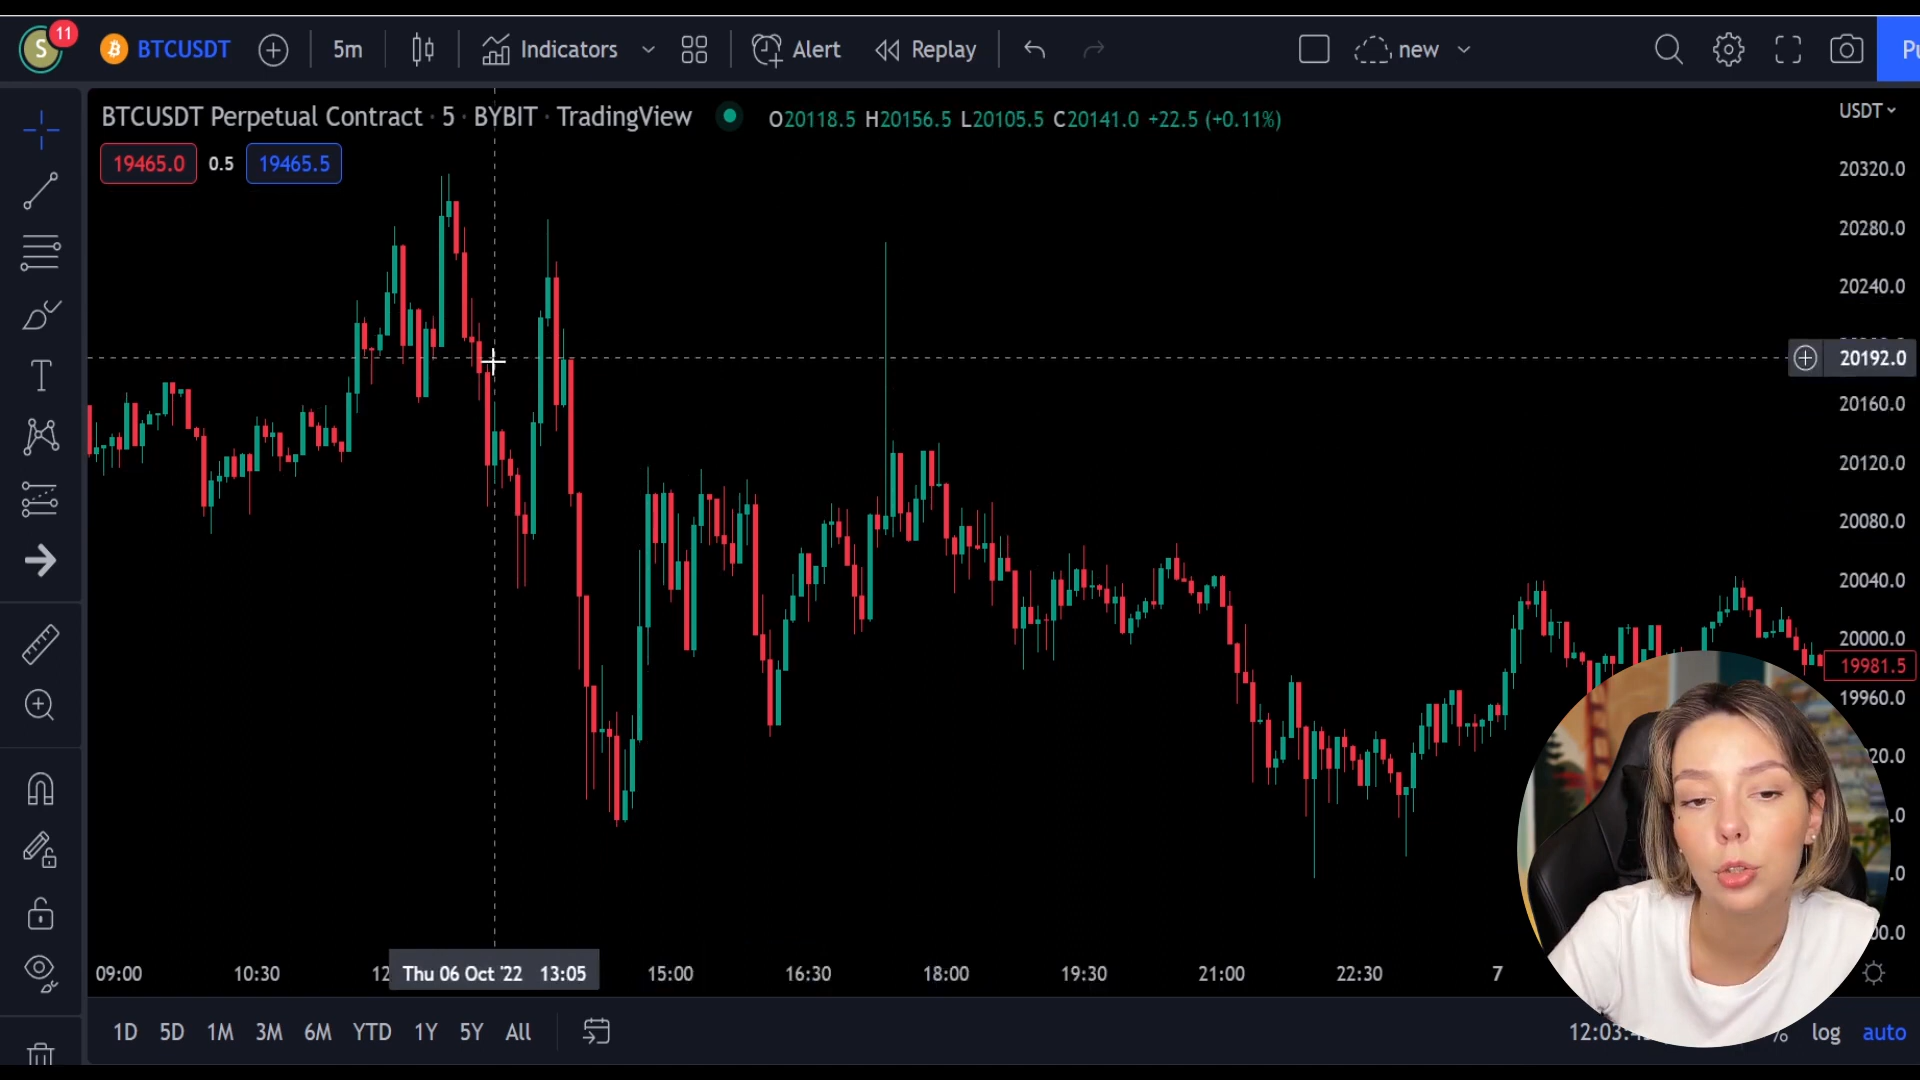 S 11 BTCUSDT 5m Indicators Alert Replay new
BTCUSDT Perpetual Contract · 5 · BYBIT · TradingView O20118.5 H20156.5 L20105.5 C20141.0 +22.5 (+0.11%) USDT
19465.0 0.5 19465.5
20320.0
20280.0
20240.0
20192.0
20160.0
20120.0
20080.0
20040.0
20000.0
19981.5
19960.0
09:00 10:30 12 Thu 06 Oct '22 13:05 15:00 16:30 18:00 19:30 21:00 22:30 7
1D 5D 1M 3M 6M YTD 1Y 5Y All 12:03: % log auto